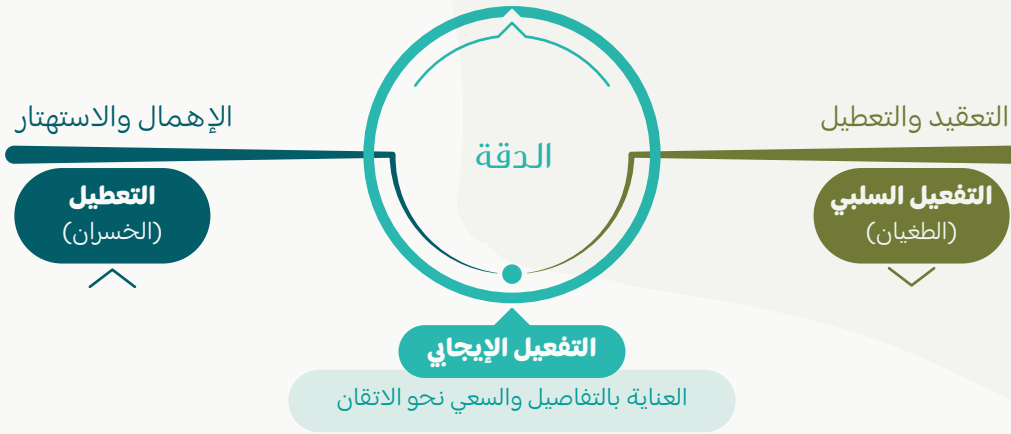 التعقيد والتعطيل
التفعيل السلبي
(الطغيان)
الدقة
الإهمال والاستهتار
التعطيل
(الخسران)
التفعيل الإيجابي
العناية بالتفاصيل والسعي نحو الاتقان